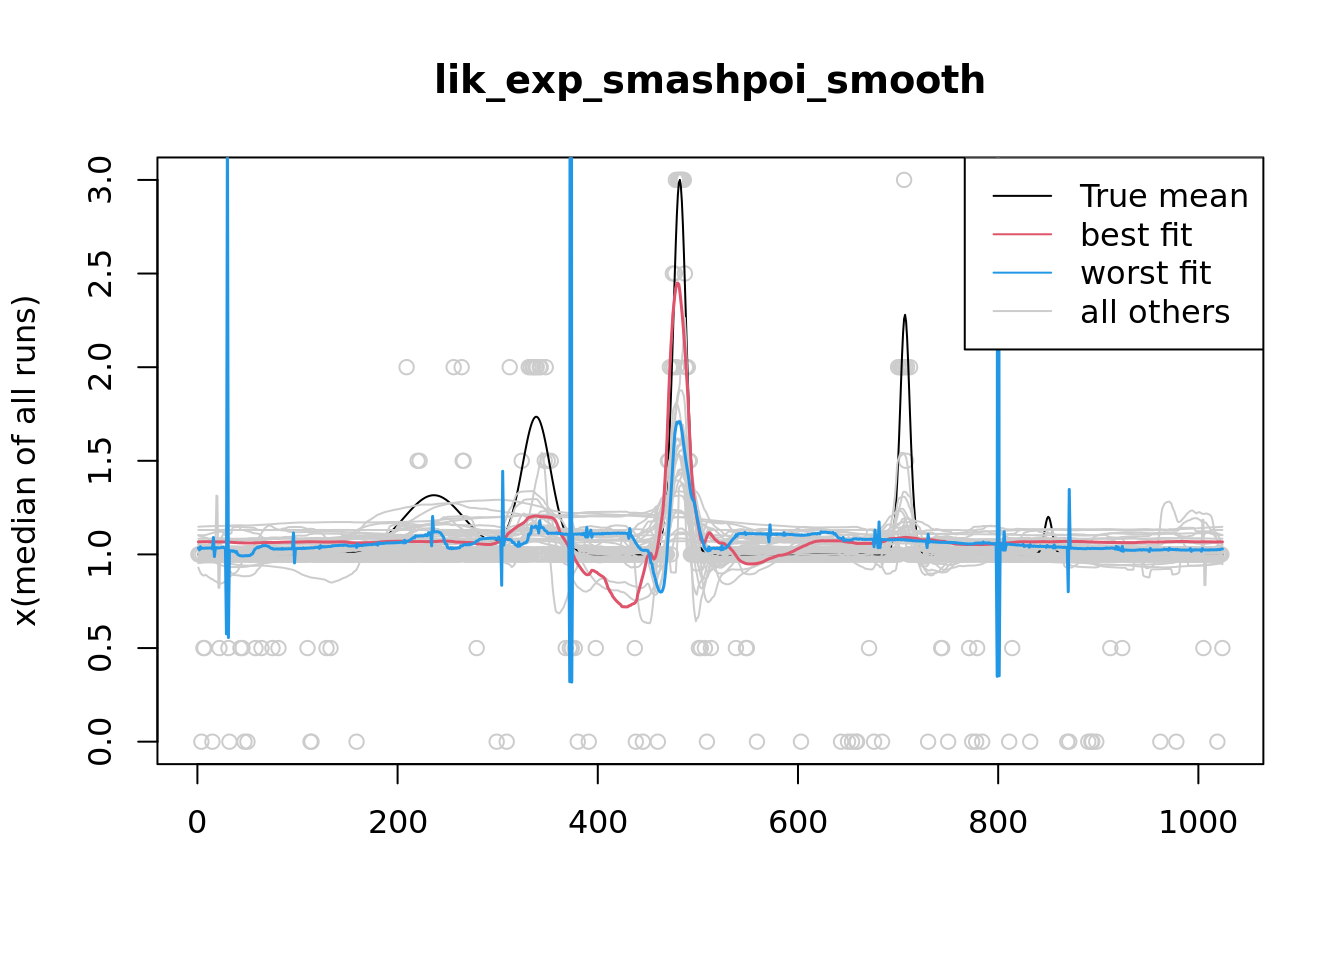 lik_exp_smashpoi_smooth
x(median of all runs)
3.0
2.5
2.0
1.5
1.0
0.5
0.0
True mean
best fit
worst fit
all others
0 200 400 600 800 1000